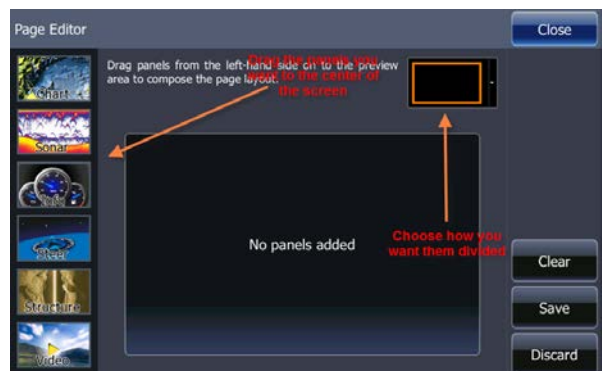 Page Editor
Close
Drag panels from the left-hand side on to the preview
area to compose the page layout.
Drag the panels you
want to the center of
the screen
Chart
Sonar
Info
Steer
Structure
Video
No panels added
Choose how you
want them divided
Clear
Save
Discard